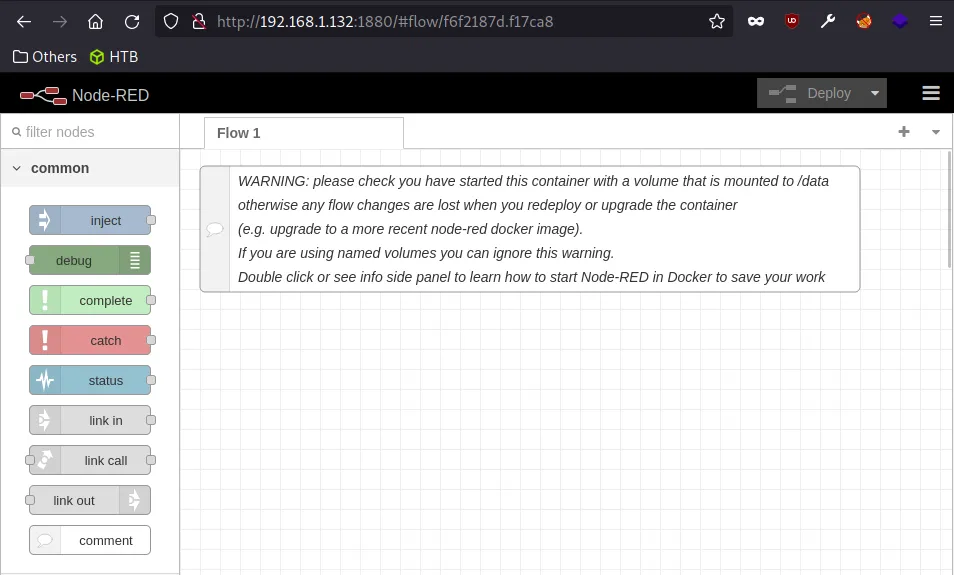 http://192.168.1.132:1880/#flow/f6f2187d.f17ca8
Others
HTB
Node-RED
Deploy
filter nodes
Flow 1
common
inject
debug
complete
catch
status
link in
link call
link out
comment
WARNING: please check you have started this container with a volume that is mounted to /data
otherwise any flow changes are lost when you redeploy or upgrade the container
(e.g. upgrade to a more recent node-red docker image).
If you are using named volumes you can ignore this warning.
Double click or see info side panel to learn how to start Node-RED in Docker to save your work